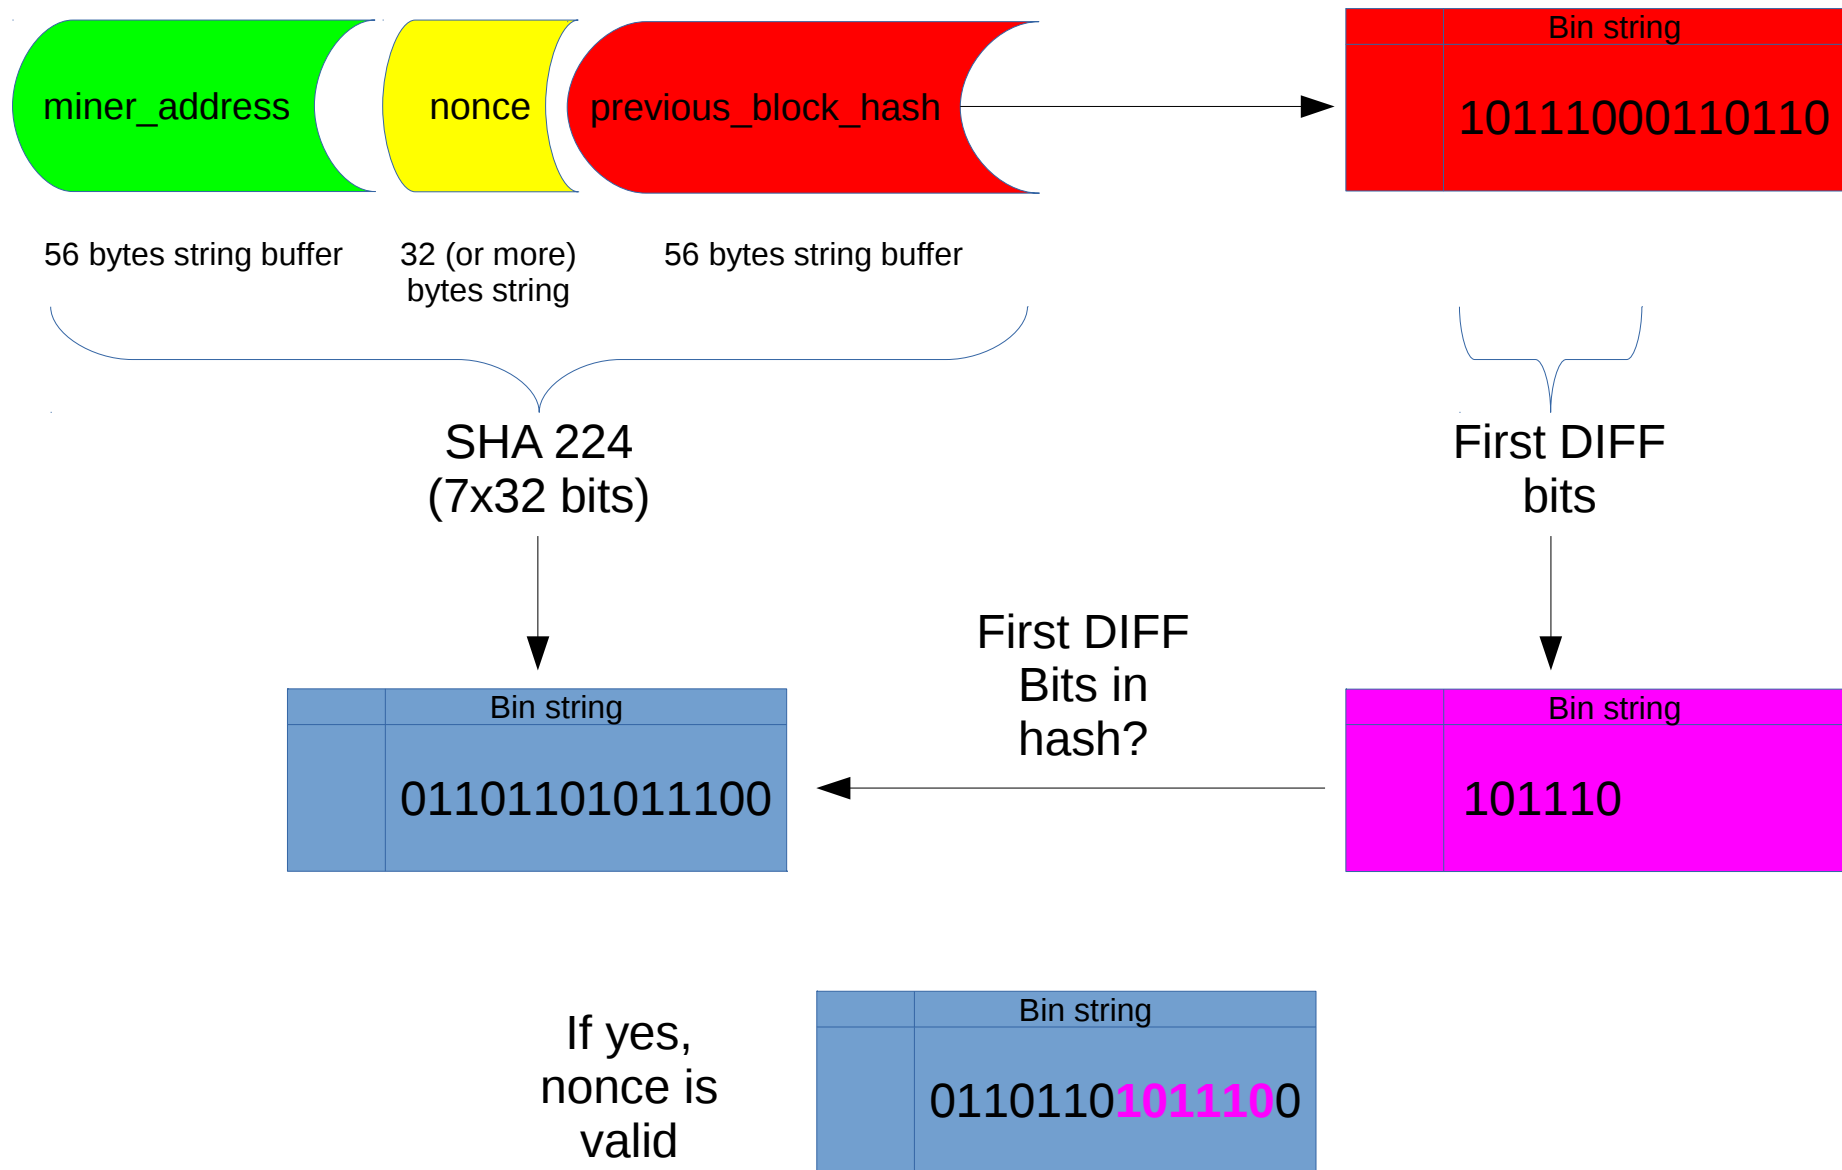 miner_address
nonce
previous_block_hash
Bin string
10111000110110
56 bytes string buffer
32 (or more)
bytes string
56 bytes string buffer
SHA 224
(7x32 bits)
First DIFF
bits
First DIFF
Bits in
hash?
Bin string
01101101011100
Bin string
101110
If yes,
nonce is
valid
Bin string
01101101011100